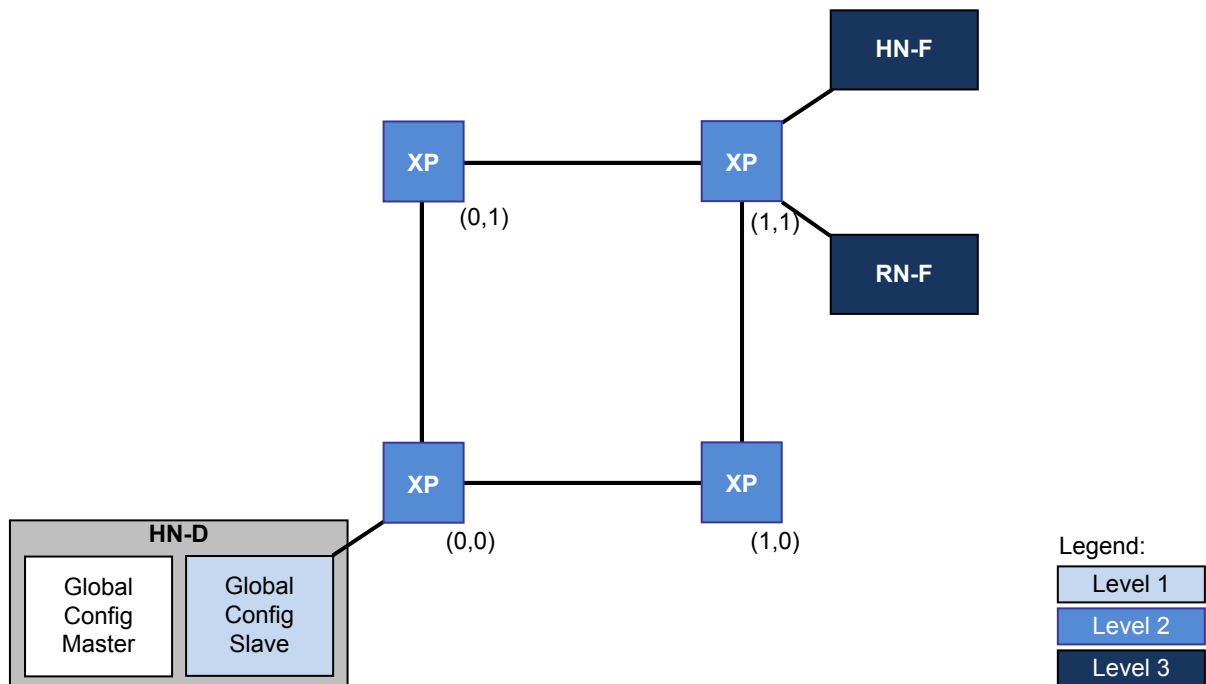 HN-F
XP
XP
(0,1)
(1,1)
RN-F
XP
XP
HN-D
(0,0)
(1,0)
Global
Config
Master
Global
Config
Slave
Legend:
Level 1
Level 2
Level 3